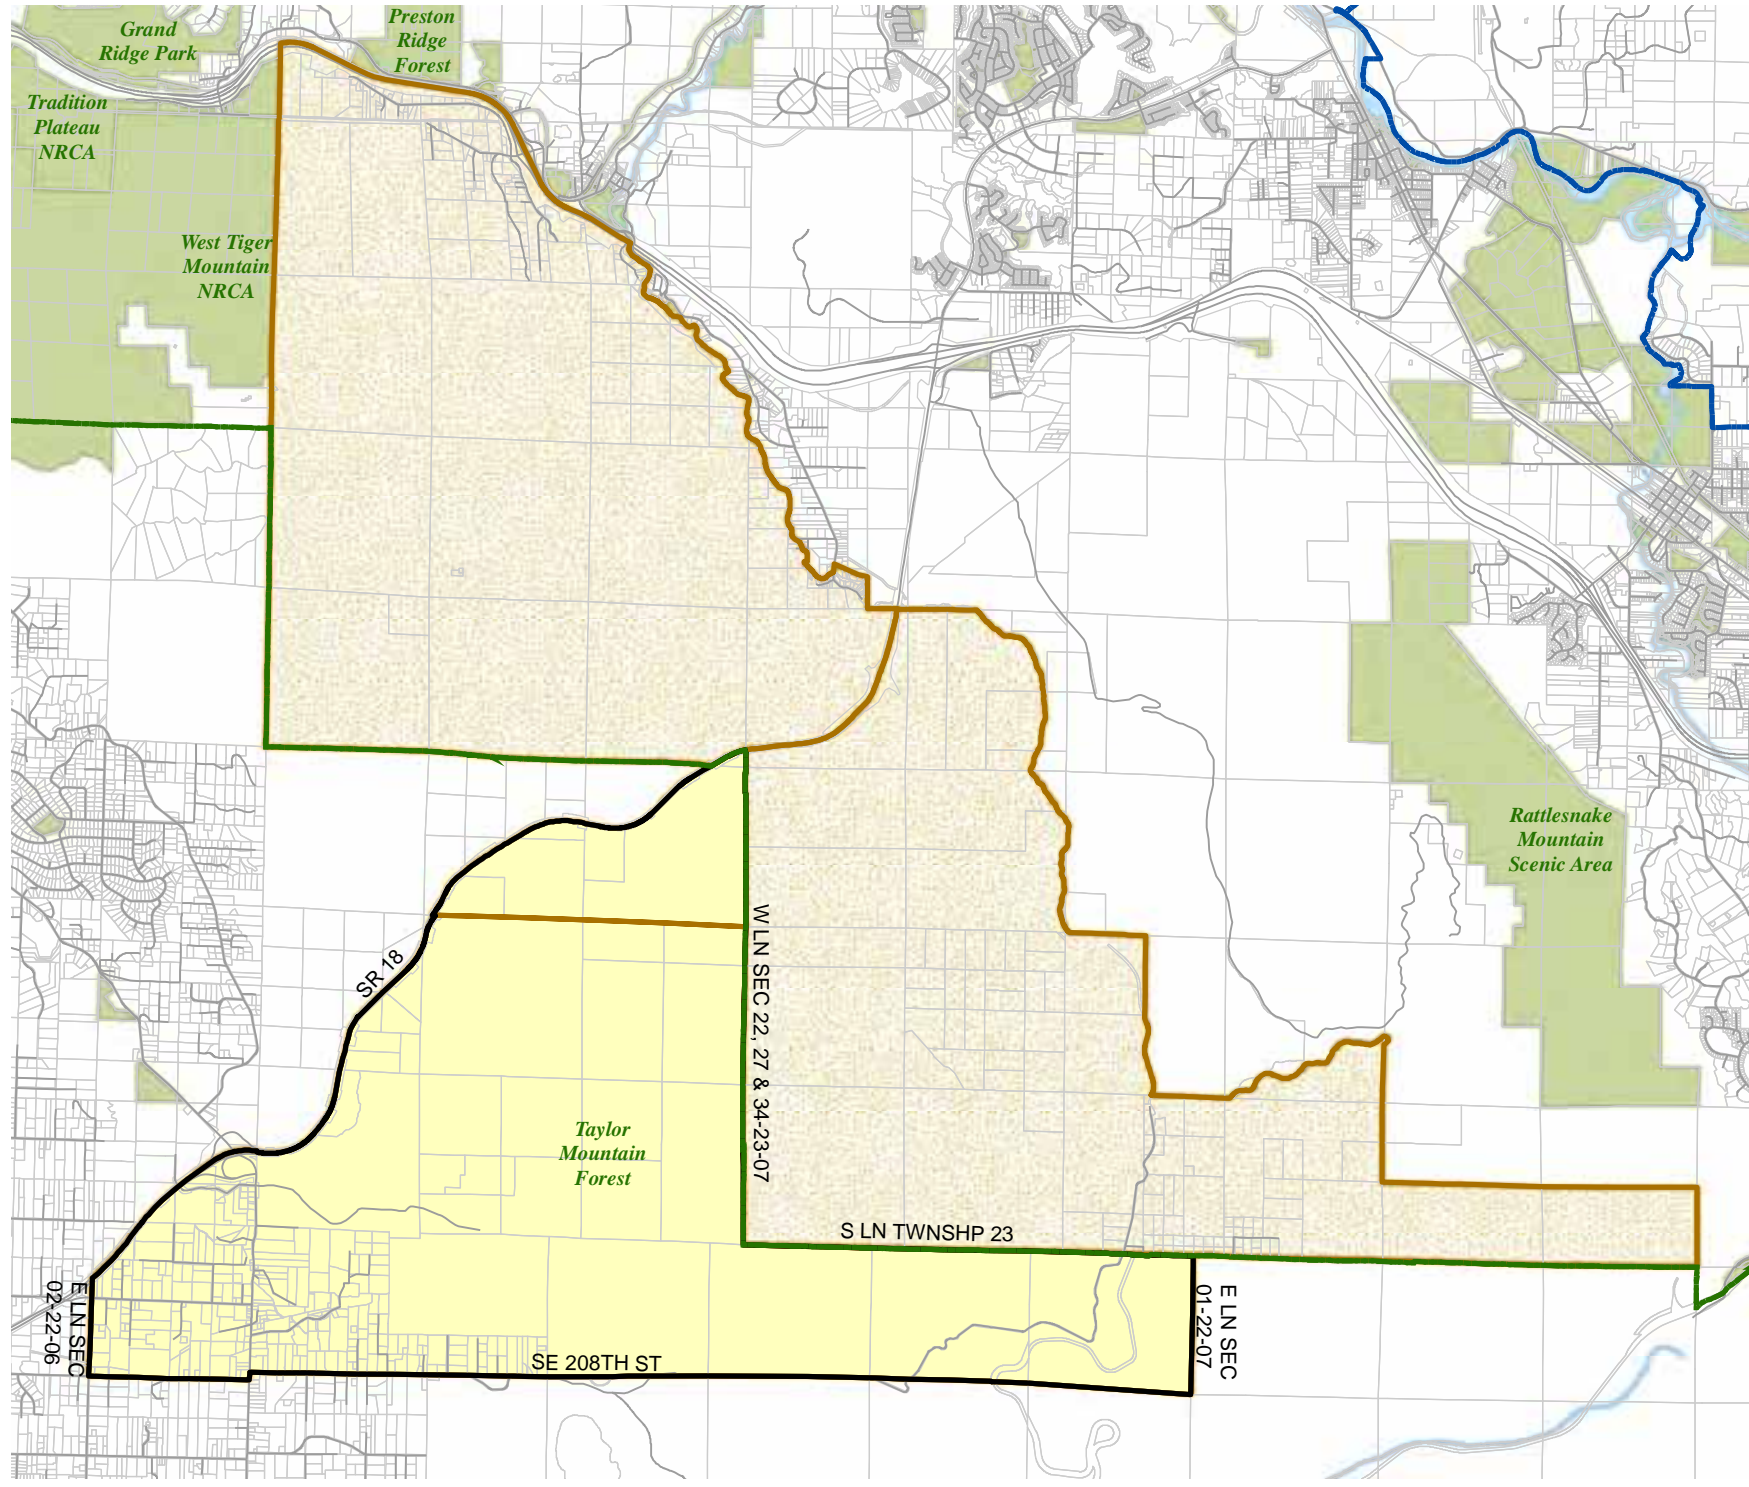 Grand
Ridge Park
Preston
Ridge
Forest
Tradition
Plateau
NRCA
West Tiger
Mountain
NRCA
Rattlesnake
Mountain
Scenic Area
SR 18
W LN SEC 22, 27 & 34-23-07
Taylor
Mountain
Forest
S LN TWNSHP 23
E LN SEC
02-22-06
SE 208TH ST
E LN SEC
01-22-07